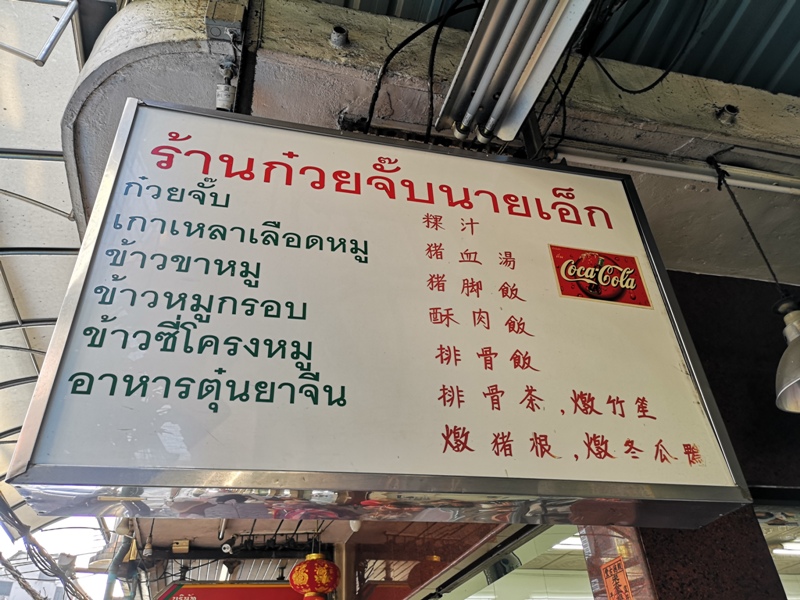 ร้านก๋วยจั๊บนายเอ็ก
ก๋วยจั๊บ
เกาเหลาเลือดหมู
ข้าวขาหมู
ข้าวหมูกรอบ
ข้าวซี่โครงหมู
อาหารตุ๋นยาจีน
粿汁
猪血湯
猪脚飯
酥肉飯
排骨飯
排骨茶,燉竹笙
燉猪根,燉冬瓜鴨
Coca-Cola